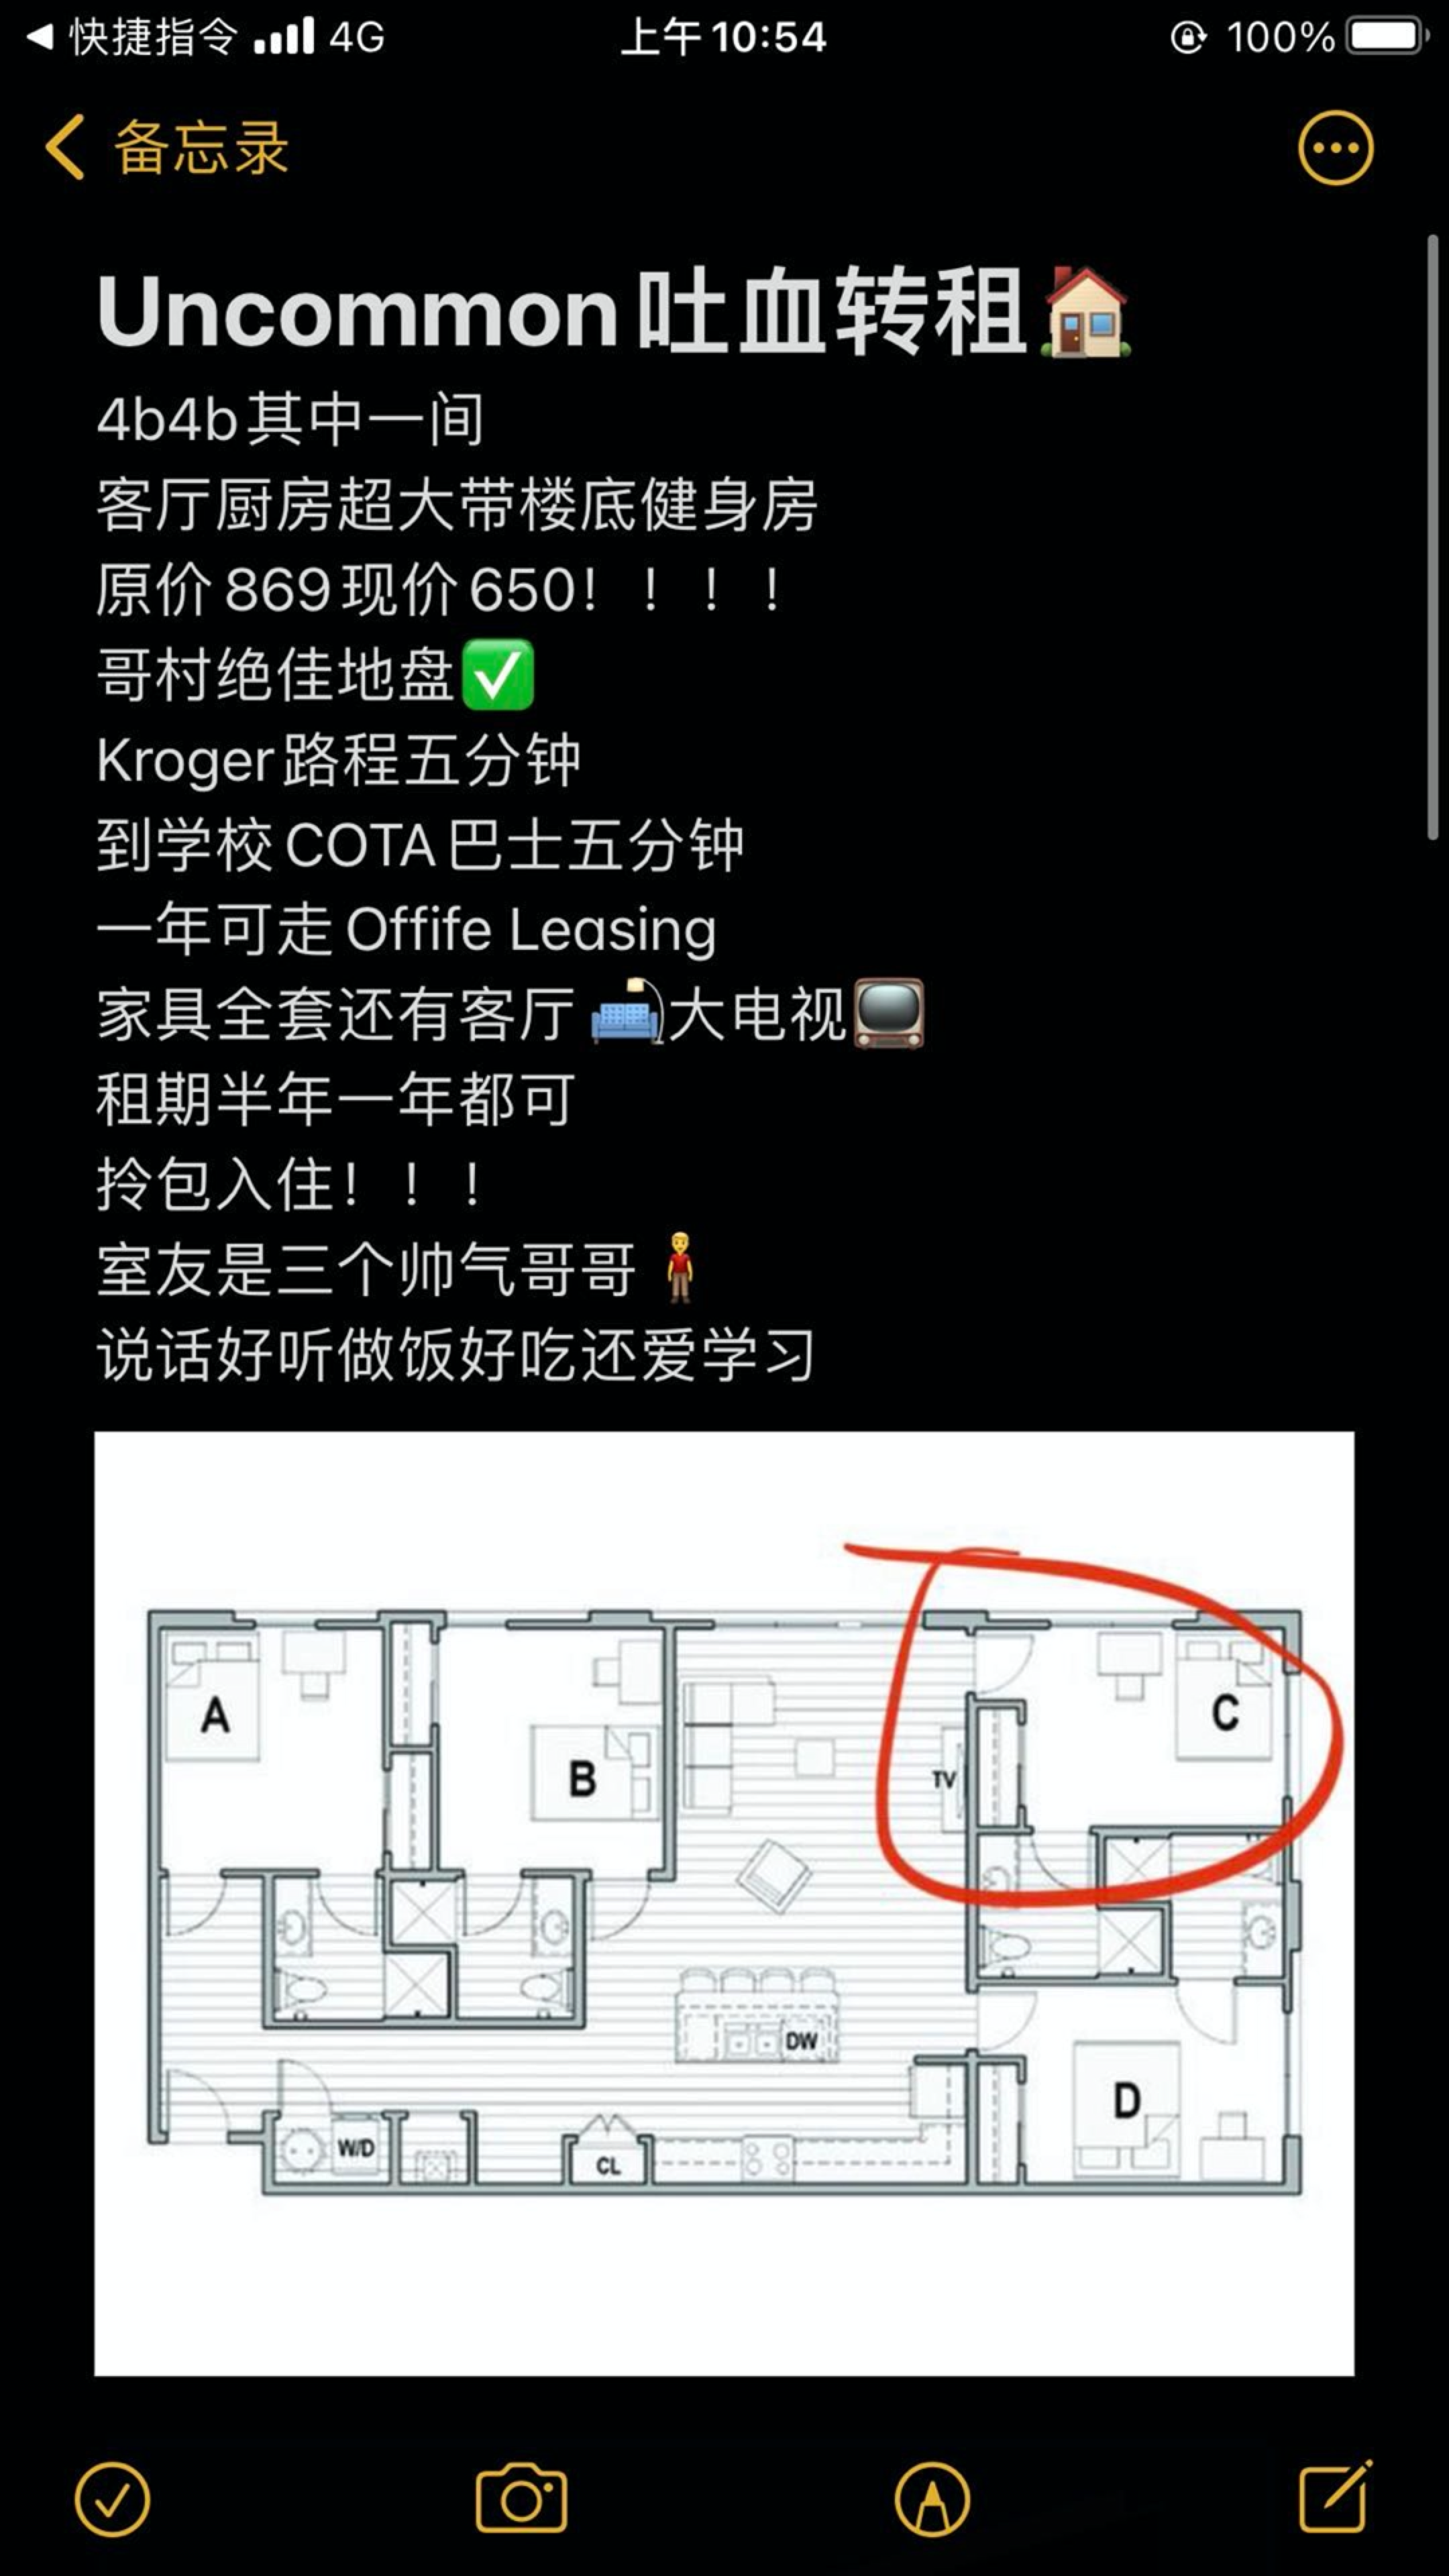 快捷指令 4G 上午10:54 100%
备忘录
Uncommon吐血转租🏠
4b4b其中一间
客厅厨房超大带楼底健身房
原价869现价650！！！！
哥村绝佳地盘✅
Kroger路程五分钟
到学校COTA巴士五分钟
一年可走Offife Leasing
家具全套还有客厅🛋大电视📺
租期半年一年都可
拎包入住！！！
室友是三个帅气哥哥🧍‍♂️
说话好听做饭好吃还爱学习
A
B
C
TV
DW
D
W/D
CL